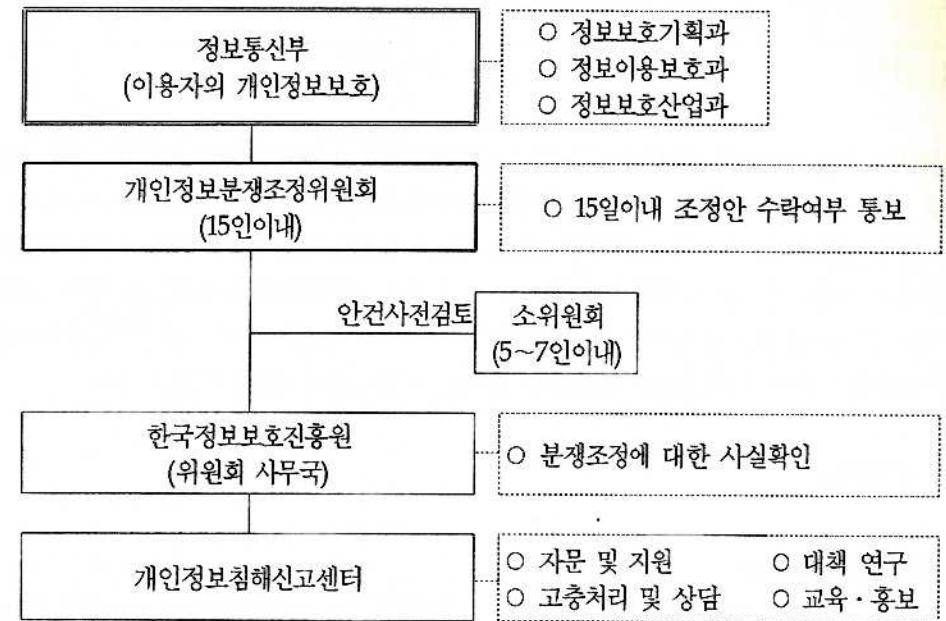 정보통신부
(이용자의 개인정보보호)
○ 정보보호기획과
○ 정보이용보호과
○ 정보보호산업과
개인정보분쟁조정위원회
(15인이내)
○ 15일이내 조정안 수락여부 통보
안건사전검토
소위원회
(5~7인이내)
한국정보보호진흥원
(위원회 사무국)
○ 분쟁조정에 대한 사실확인
개인정보침해신고센터
○ 자문 및 지원 ○ 대책 연구
○ 고충처리 및 상담 ○ 교육·홍보